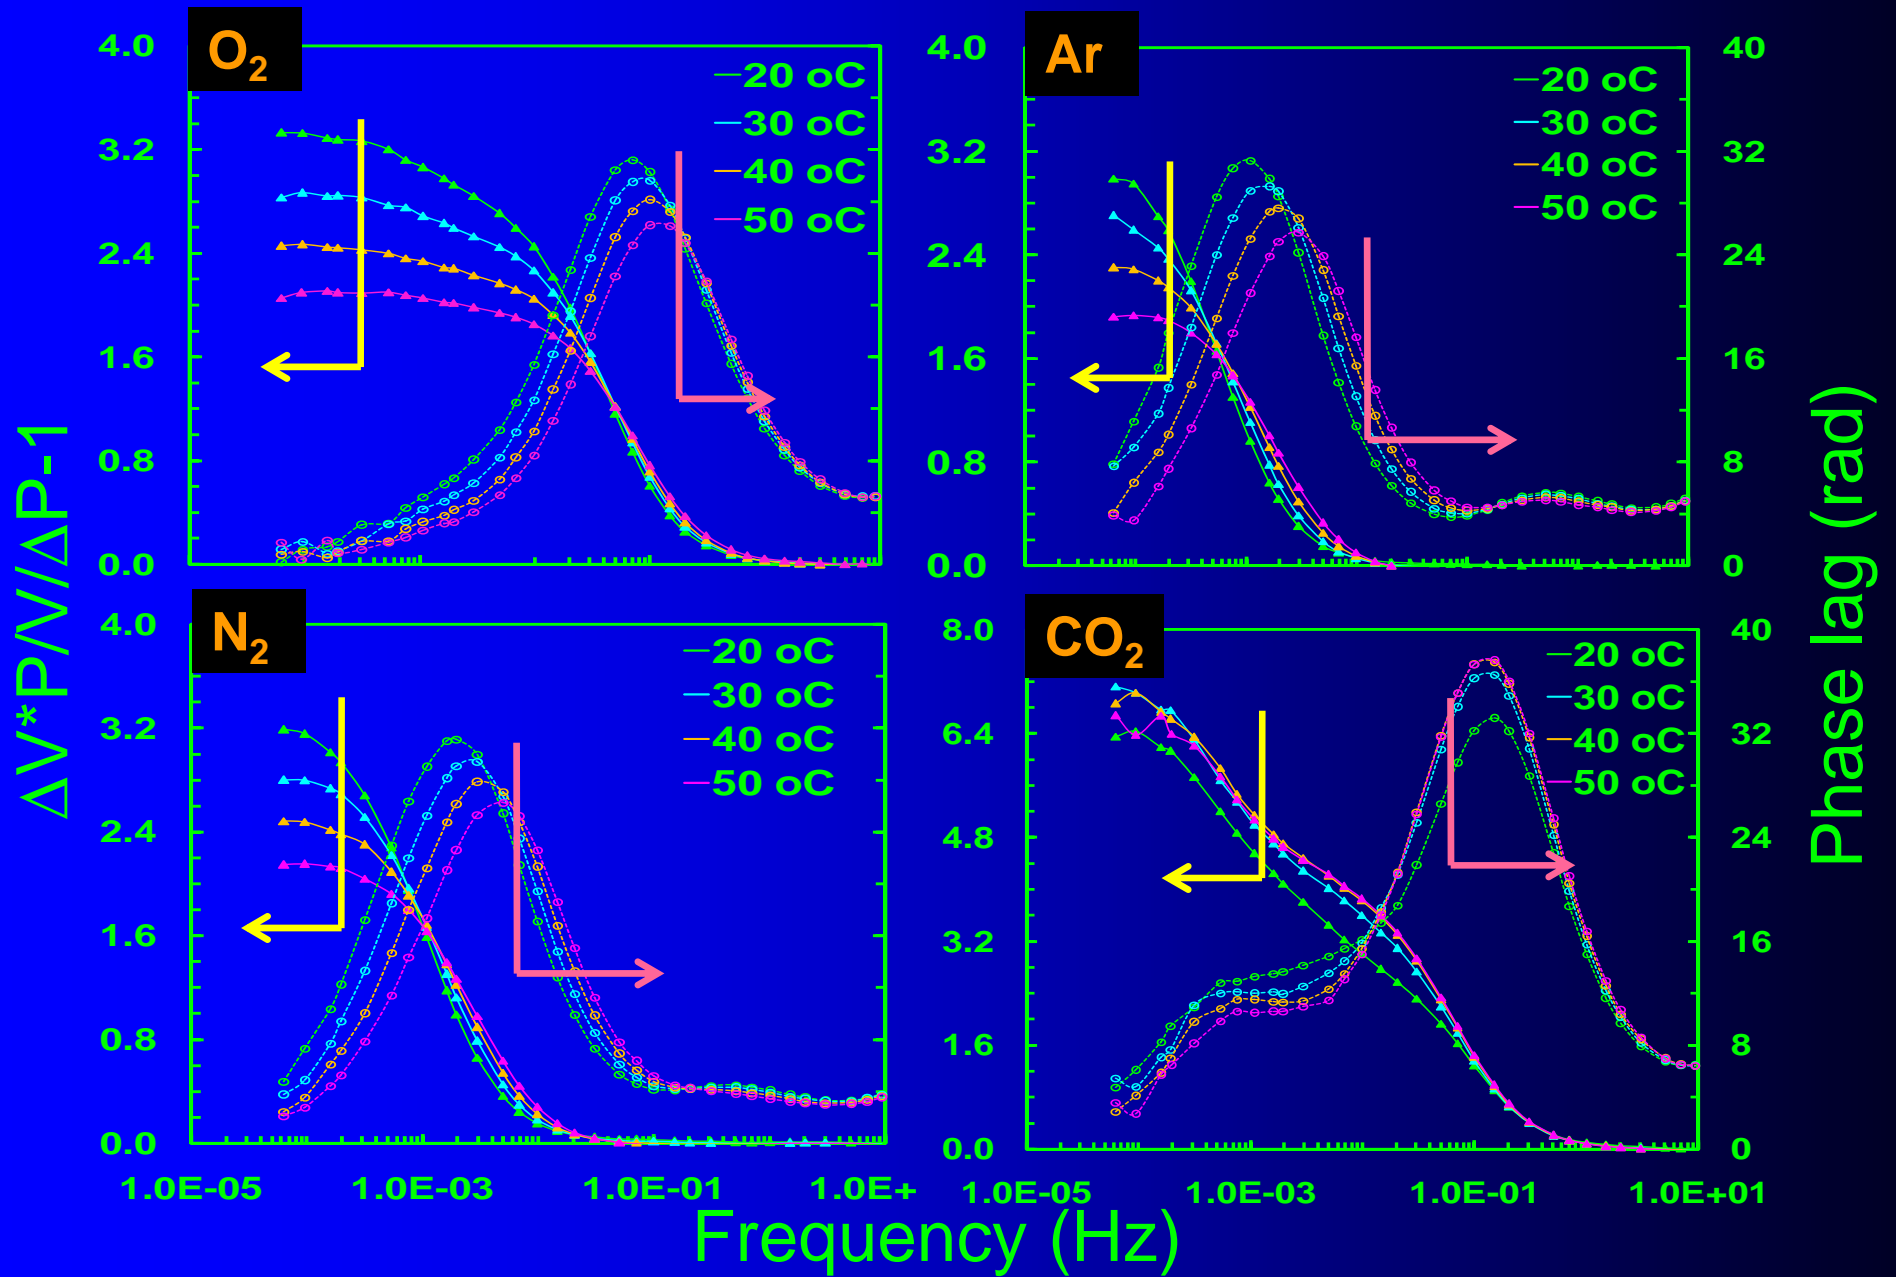 O2
4.0
3.2
2.4
1.6
0.8
0.0
20 oC
30 oC
40 oC
50 oC
Ar
4.0
3.2
2.4
1.6
0.8
0.0
20 oC
30 oC
40 oC
50 oC
40
32
24
16
8
0
N2
4.0
3.2
2.4
1.6
0.8
0.0
20 oC
30 oC
40 oC
50 oC
1.0E-05
1.0E-03
1.0E-01
1.0E+
CO2
8.0
6.4
4.8
3.2
1.6
0.0
20 oC
30 oC
40 oC
50 oC
40
32
24
16
8
0
1.0E-05
1.0E-03
1.0E-01
1.0E+01
ΔV*P/V/ΔP-1
Phase lag (rad)
Frequency (Hz)